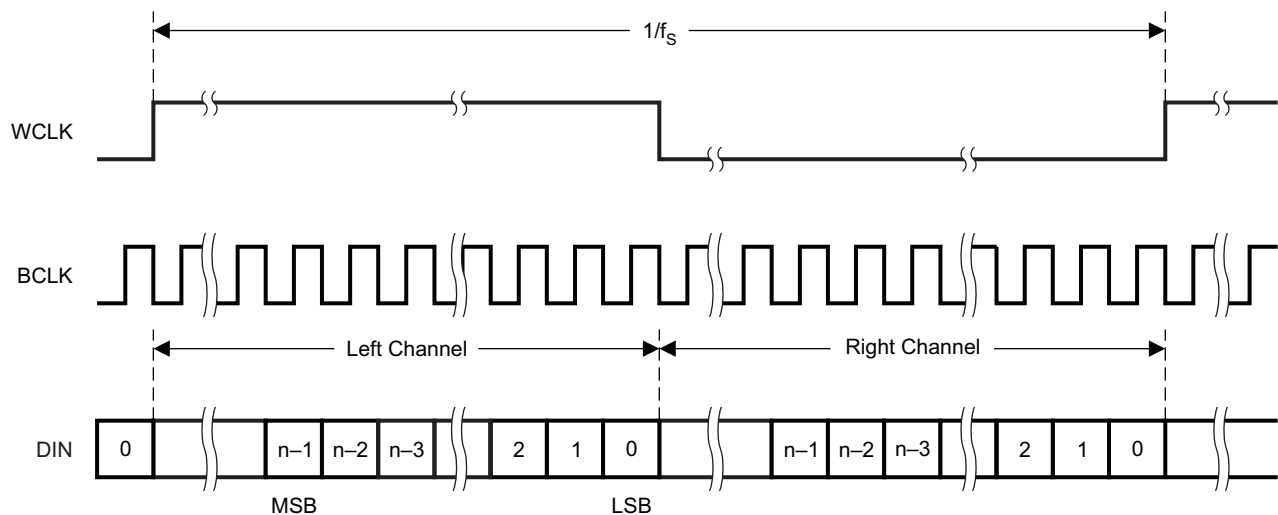 1/fS
WCLK
BCLK
Left Channel
Right Channel
DIN
0
n–1
n–2
n–3
2
1
0
n–1
n–2
n–3
2
1
0
MSB
LSB